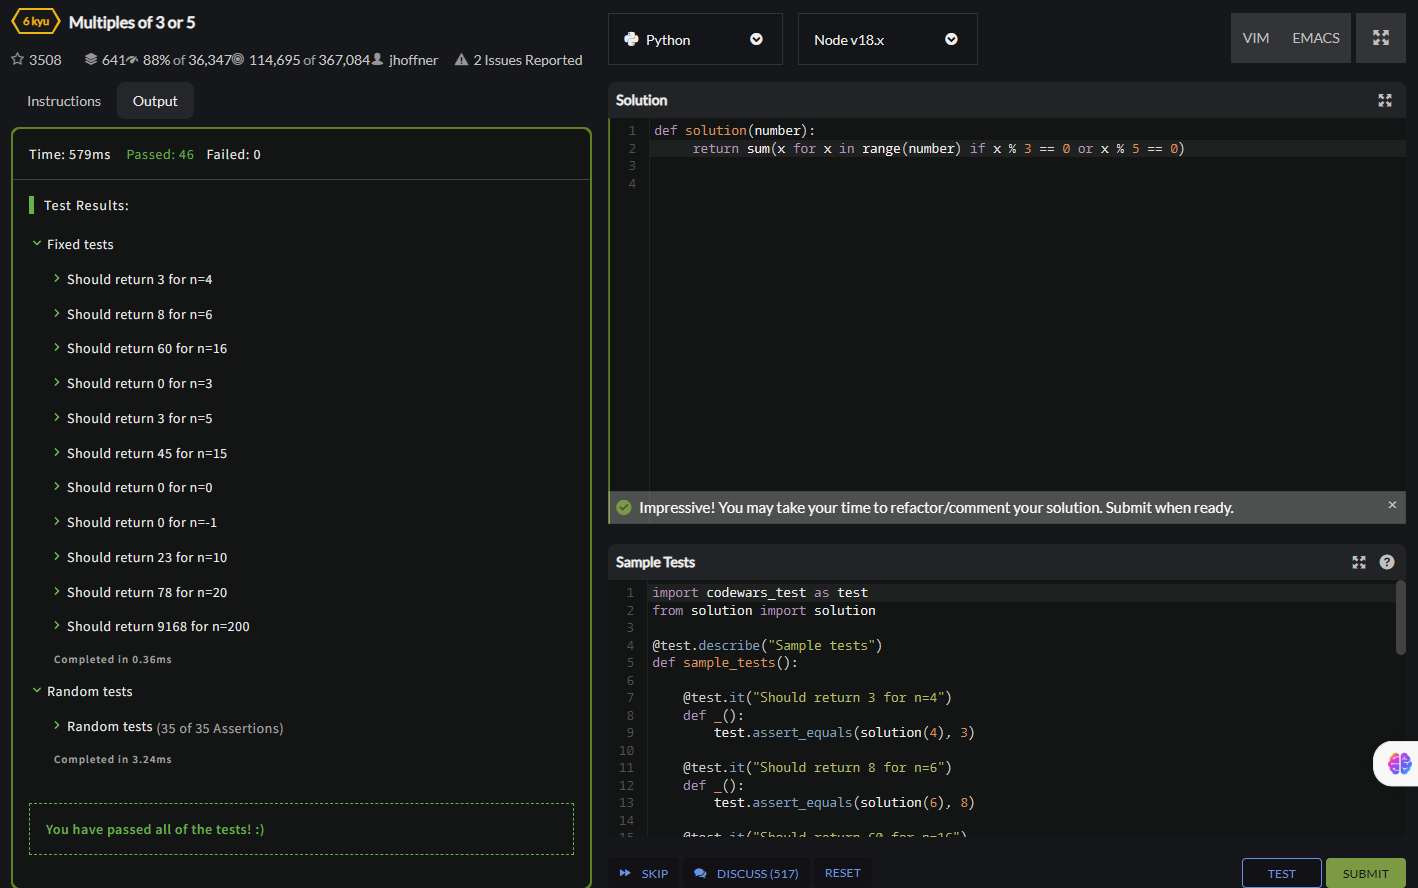 6 kyu Multiples of 3 or 5
3508 641 88% of 36,347 114,695 of 367,084 jhoffner 2 Issues Reported
Instructions Output
Time: 579ms Passed: 46 Failed: 0
Test Results:
Fixed tests
Should return 3 for n=4
Should return 8 for n=6
Should return 60 for n=16
Should return 0 for n=3
Should return 3 for n=5
Should return 45 for n=15
Should return 0 for n=0
Should return 0 for n=-1
Should return 23 for n=10
Should return 78 for n=20
Should return 9168 for n=200
Completed in 0.36ms
Random tests
Random tests (35 of 35 Assertions)
Completed in 3.24ms
You have passed all of the tests! :)
Python Node v18.x VIM EMACS
Solution
1 def solution(number):
2     return sum(x for x in range(number) if x % 3 == 0 or x % 5 == 0)
3
4
Impressive! You may take your time to refactor/comment your solution. Submit when ready. ×
Sample Tests ?
1 import codewars_test as test
2 from solution import solution
3
4 @test.describe("Sample tests")
5 def sample_tests():
6
7     @test.it("Should return 3 for n=4")
8     def _():
9         test.assert_equals(solution(4), 3)
10
11     @test.it("Should return 8 for n=6")
12     def _():
13         test.assert_equals(solution(6), 8)
14
15     @test.it("Should return 60 for n=16")
SKIP DISCUSS (517) RESET TEST SUBMIT